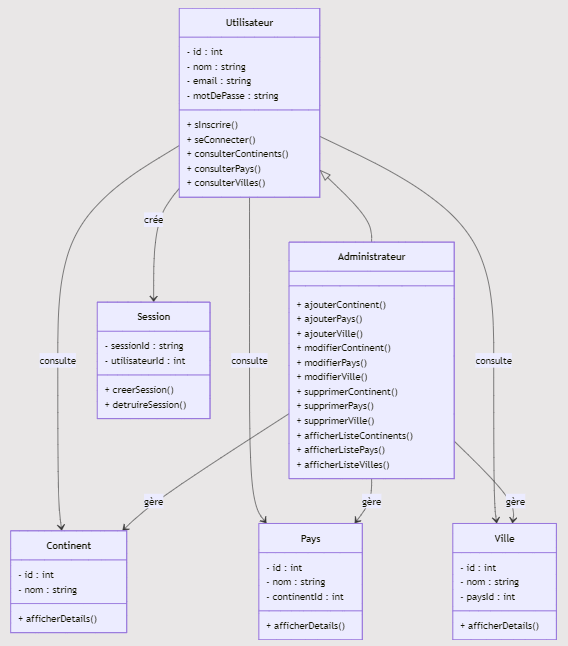 Utilisateur
- id : int
- nom : string
- email : string
- motDePasse : string
+ sInscrire()
+ seConnecter()
+ consulterContinents()
+ consulterPays()
+ consulterVilles()
crée
Administrateur
+ ajouterContinent()
+ ajouterPays()
+ ajouterVille()
+ modifierContinent()
+ modifierPays()
+ modifierVille()
+ supprimerContinent()
+ supprimerPays()
+ supprimerVille()
+ afficherListeContinents()
+ afficherListePays()
+ afficherListeVilles()
Session
- sessionId : string
- utilisateurId : int
+ creerSession()
+ detruireSession()
consulte
consulte
consulte
gère
gère
gère
Continent
- id : int
- nom : string
+ afficherDetails()
Pays
- id : int
- nom : string
- continentId : int
+ afficherDetails()
Ville
- id : int
- nom : string
- paysId : int
+ afficherDetails()